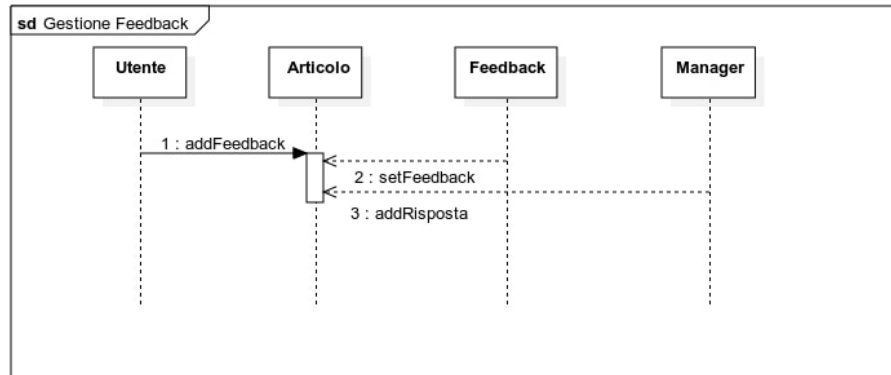 sd Gestione Feedback
Utente
Articolo
Feedback
Manager
1 : addFeedback
2 : setFeedback
3 : addRisposta